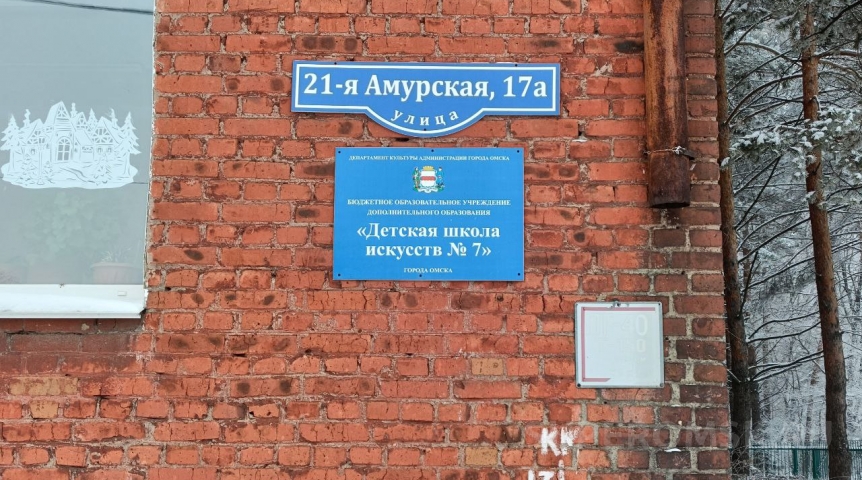 21-я Амурская, 17а
улица
ДЕПАРТАМЕНТ КУЛЬТУРЫ АДМИНИСТРАЦИИ ГОРОДА ОМСКА
БЮДЖЕТНОЕ ОБРАЗОВАТЕЛЬНОЕ УЧРЕЖДЕНИЕ
ДОПОЛНИТЕЛЬНОГО ОБРАЗОВАНИЯ
«Детская школа
искусств № 7»
ГОРОДА ОМСКА